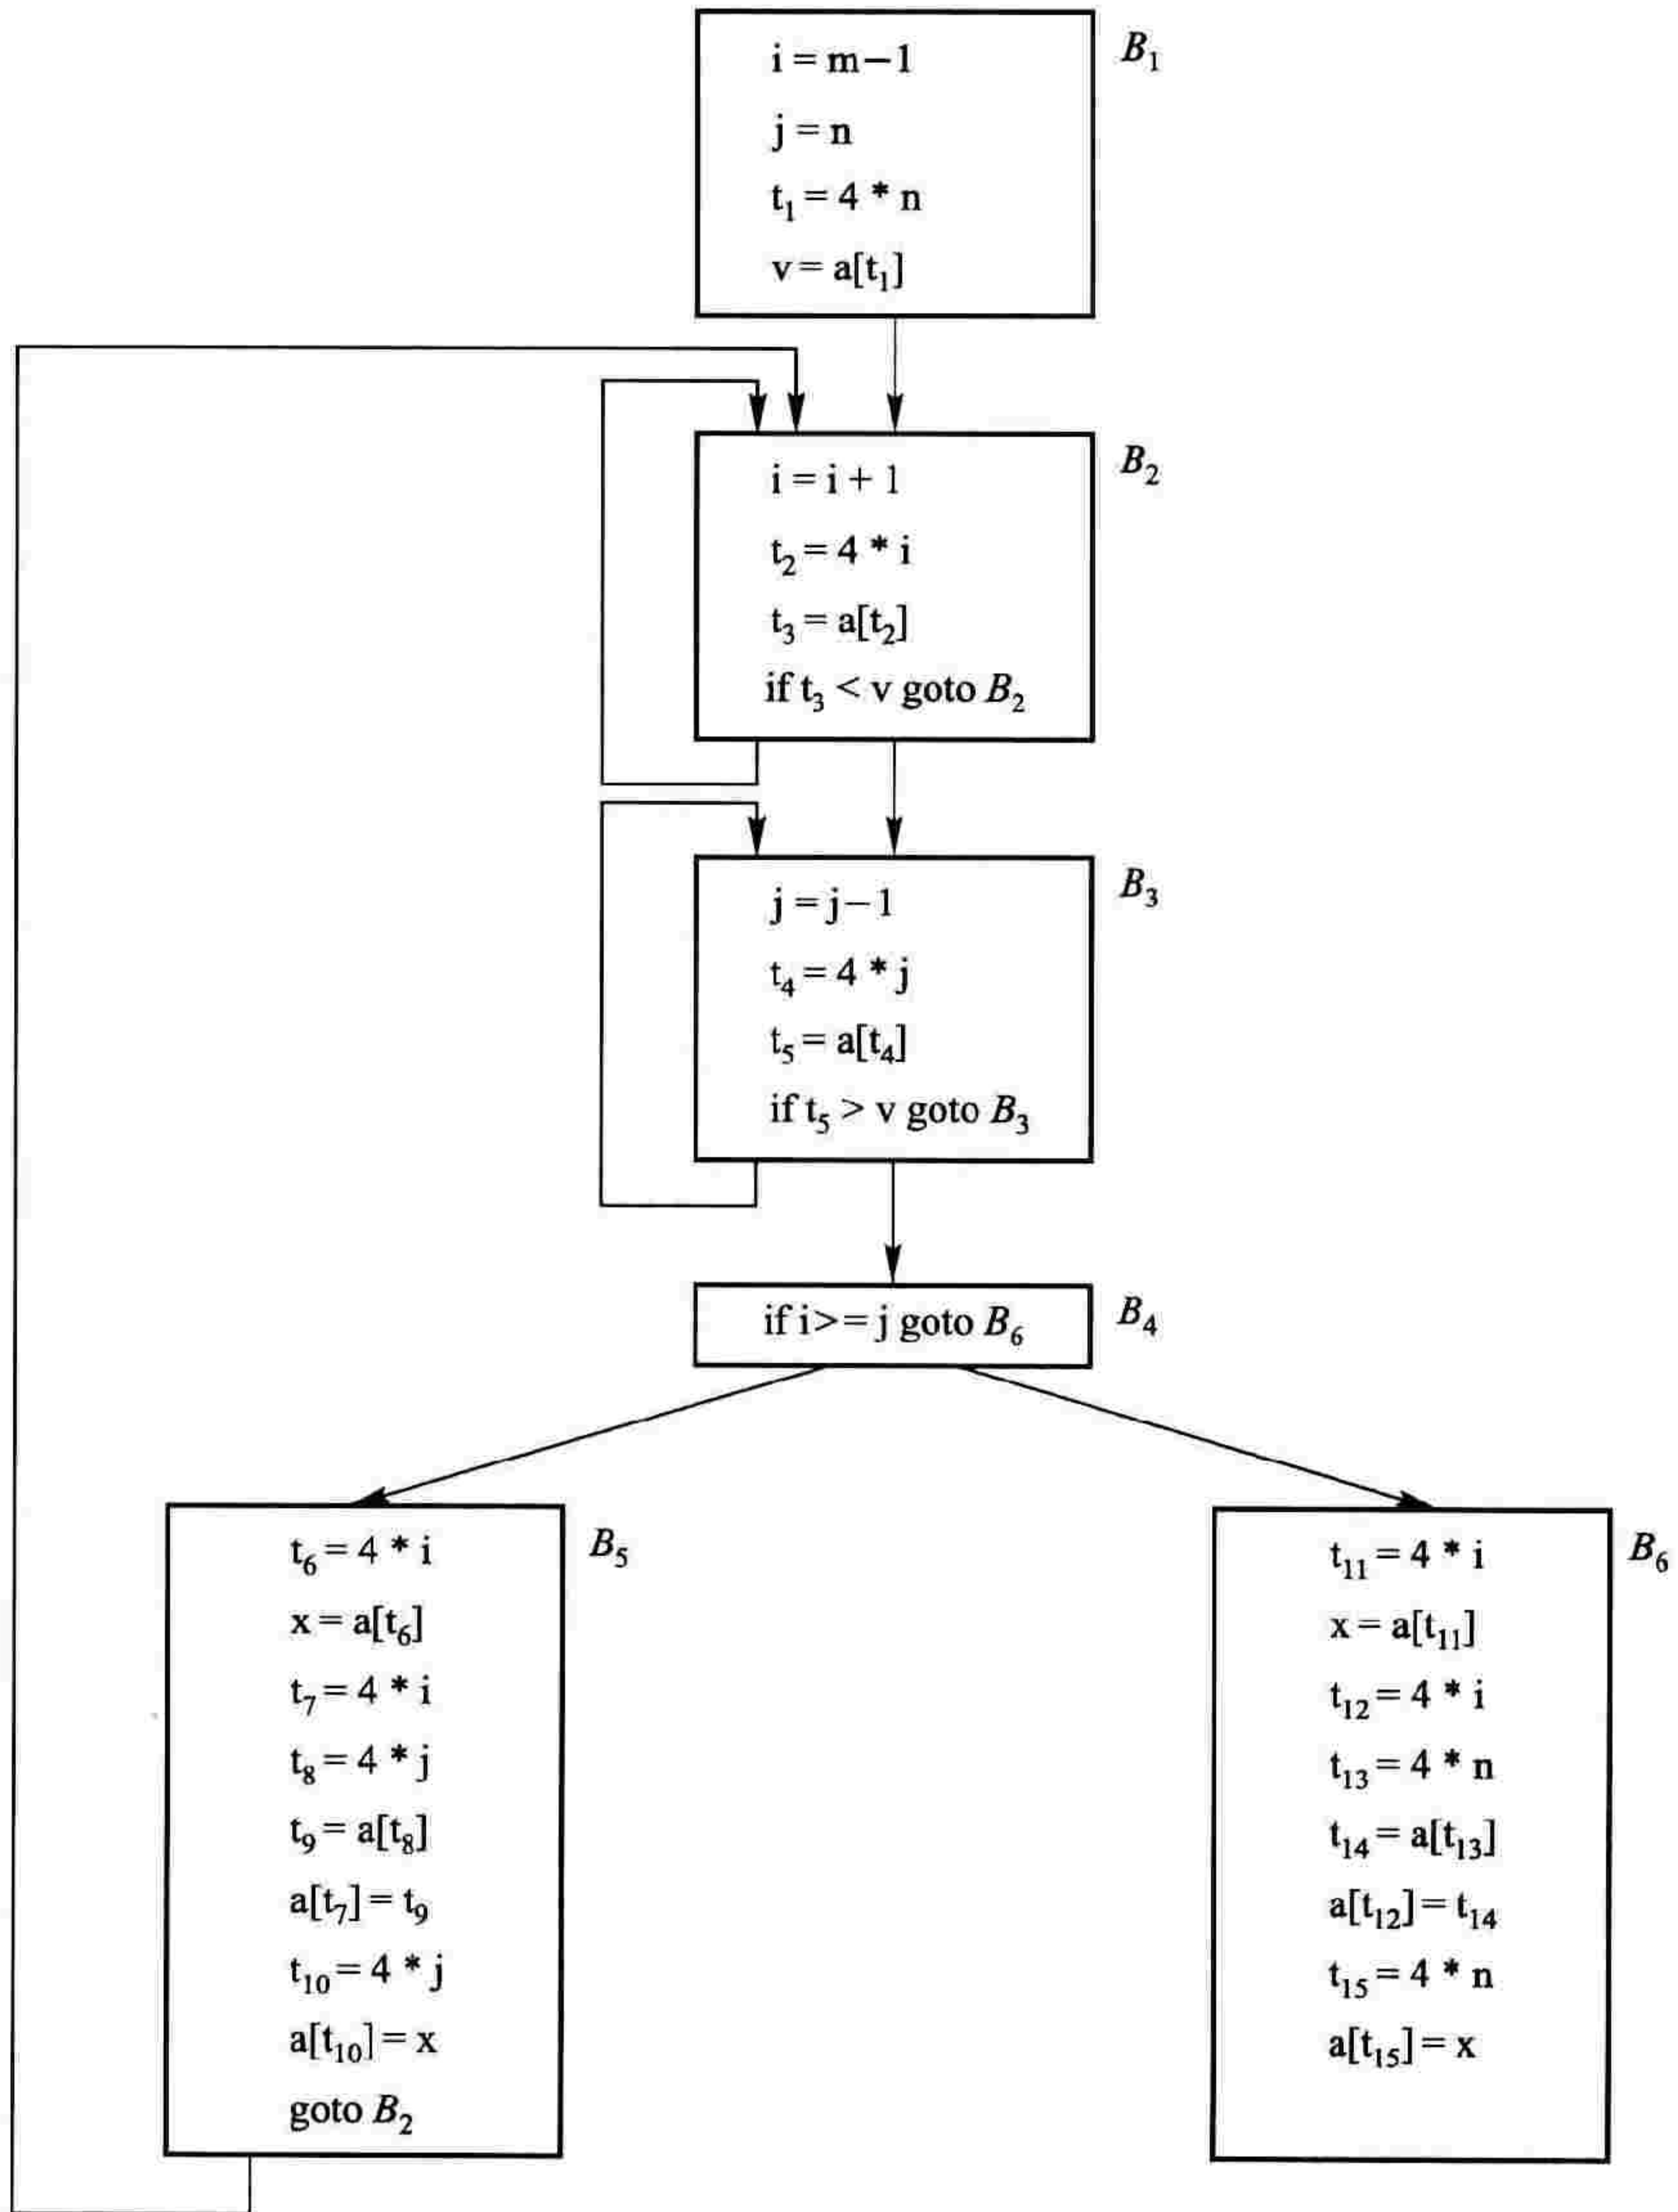 i = m−1
j = n
t₁ = 4 * n
v = a[t₁]
B₁
i = i + 1
t₂ = 4 * i
t₃ = a[t₂]
if t₃ < v goto B₂
B₂
j = j−1
t₄ = 4 * j
t₅ = a[t₄]
if t₅ > v goto B₃
B₃
if i>= j goto B₆
B₄
t₆ = 4 * i
x = a[t₆]
t₇ = 4 * i
t₈ = 4 * j
t₉ = a[t₈]
a[t₇] = t₉
t₁₀ = 4 * j
a[t₁₀] = x
goto B₂
B₅
t₁₁ = 4 * i
x = a[t₁₁]
t₁₂ = 4 * i
t₁₃ = 4 * n
t₁₄ = a[t₁₃]
a[t₁₂] = t₁₄
t₁₅ = 4 * n
a[t₁₅] = x
B₆